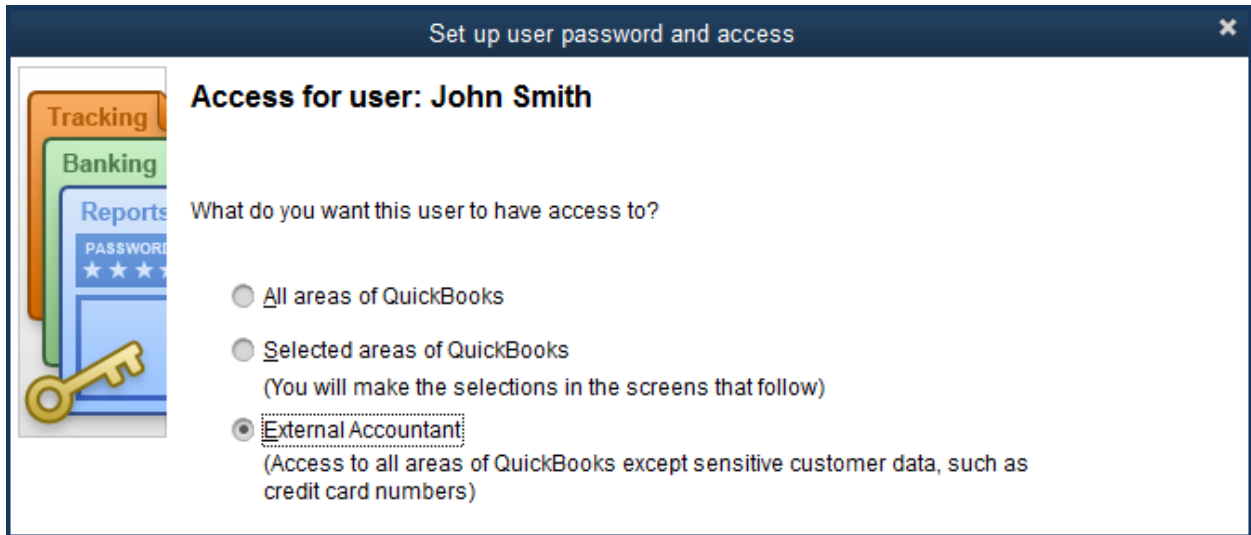 Set up user password and access
Tracking
Banking
Reports
Access for user: John Smith
What do you want this user to have access to?
All areas of QuickBooks
Selected areas of QuickBooks
(You will make the selections in the screens that follow)
External Accountant
(Access to all areas of QuickBooks except sensitive customer data, such as
credit card numbers)